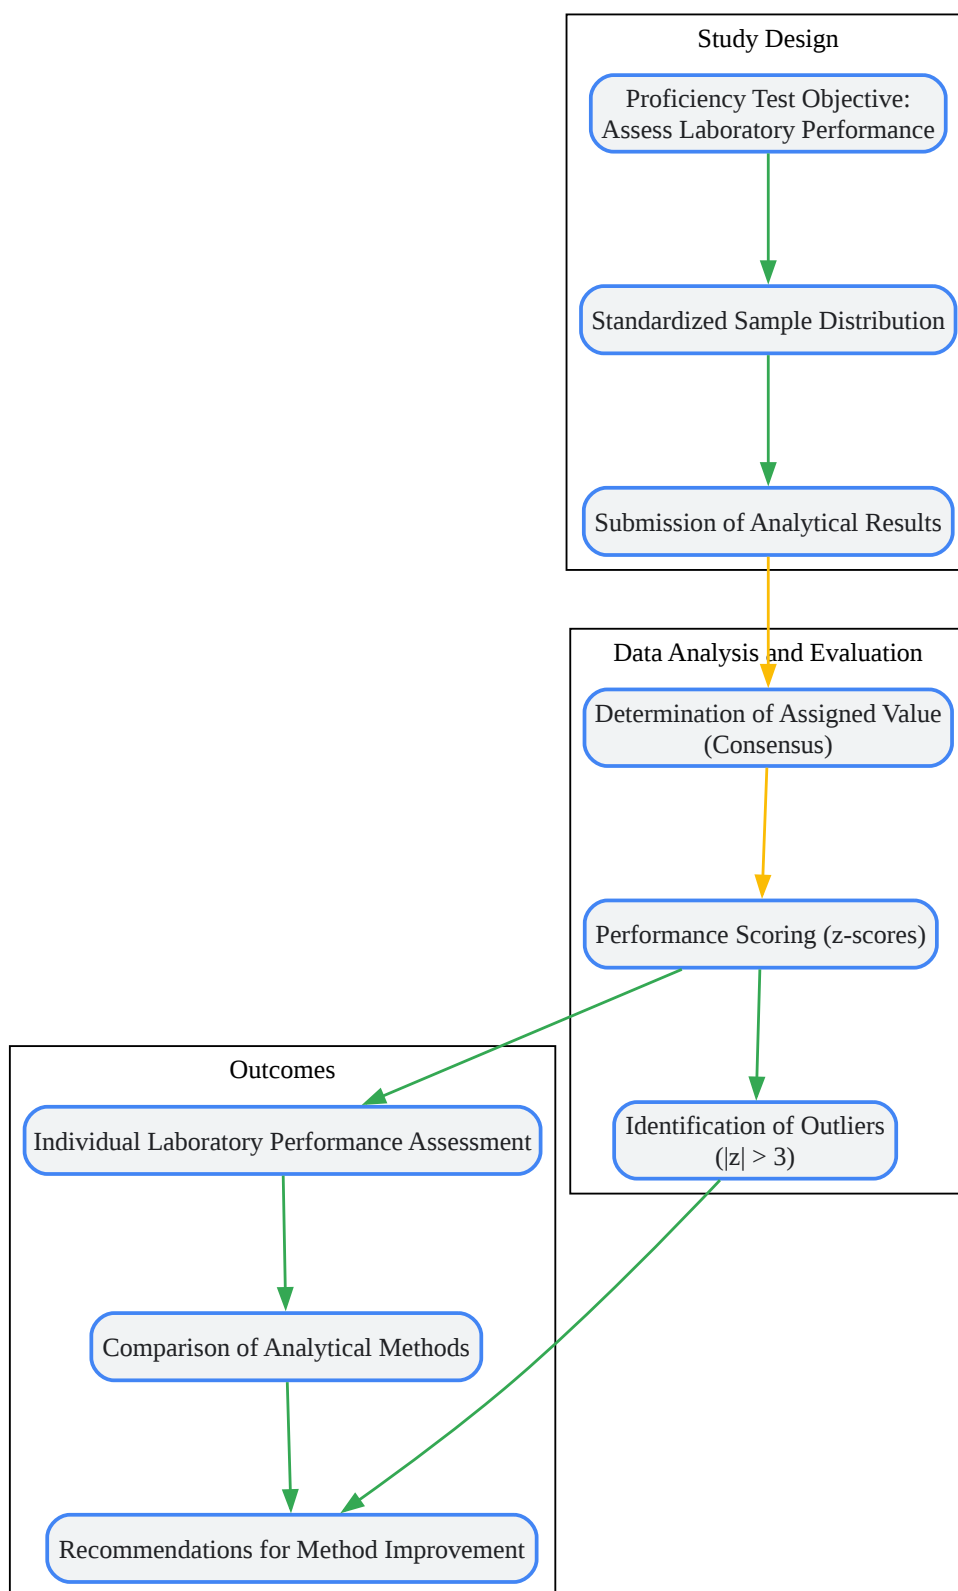 Study Design
Proficiency Test Objective:
Assess Laboratory Performance
Standardized Sample Distribution
Submission of Analytical Results
Data Analysis and Evaluation
Determination of Assigned Value
(Consensus)
Performance Scoring (z-scores)
Identification of Outliers
(|z| > 3)
Outcomes
Individual Laboratory Performance Assessment
Comparison of Analytical Methods
Recommendations for Method Improvement